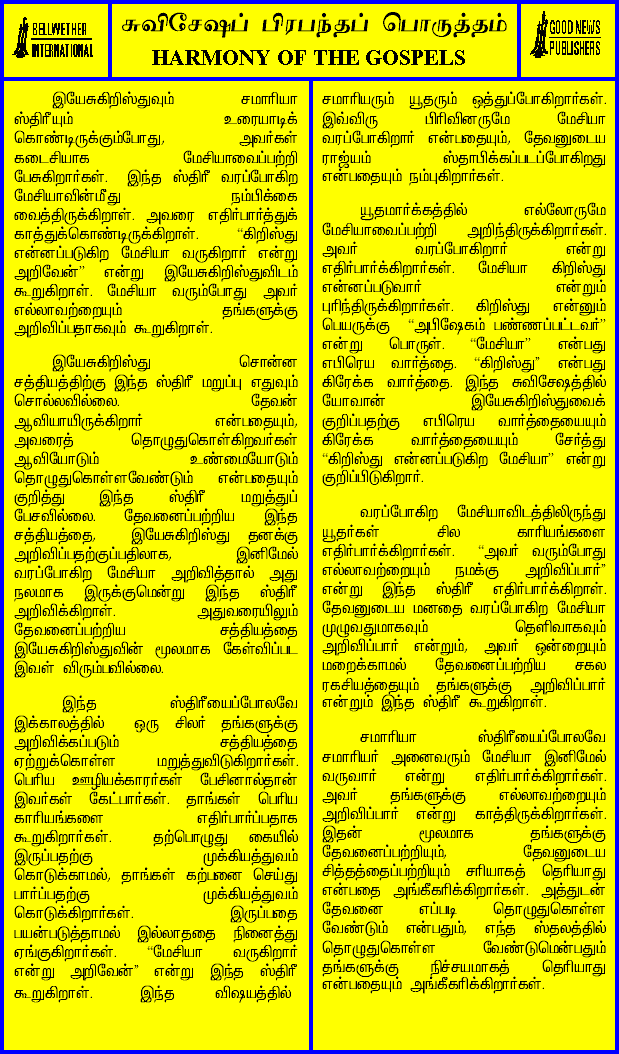 BELLWETHER
INTERNATIONAL
சுவிசேஷப் பிரபந்தப் பொருத்தம்
HARMONY OF THE GOSPELS
GOOD NEWS
PUBLISHERS
இயேசுகிறிஸ்துவும் சமாரியா
ஸ்திரீயும் உரையாடிக்
கொண்டிருக்கும்போது, அவர்கள்
கடைசியாக மேசியாவைப்பற்றி
பேசுகிறார்கள். இந்த ஸ்திரீ வரப்போகிற
மேசியாவின்மீது நம்பிக்கை
வைத்திருக்கிறாள். அவரை எதிர்பார்த்துக்
காத்துக்கொண்டிருக்கிறாள். “கிறிஸ்து
என்னப்படுகிற மேசியா வருகிறார் என்று
அறிவேன்” என்று இயேசுகிறிஸ்துவிடம்
கூறுகிறாள். மேசியா வரும்போது அவர்
எல்லாவற்றையும் தங்களுக்கு
அறிவிப்பதாகவும் கூறுகிறாள்.
இயேசுகிறிஸ்து சொன்ன
சத்தியத்திற்கு இந்த ஸ்திரீ மறுப்பு எதுவும்
சொல்லவில்லை. தேவன்
ஆவியாயிருக்கிறார் என்பதையும்,
அவரைத் தொழுதுகொள்கிறவர்கள்
ஆவியோடும் உண்மையோடும்
தொழுதுகொள்ளவேண்டும் என்பதையும்
குறித்து இந்த ஸ்திரீ மறுத்துப்
பேசவில்லை. தேவனைப்பற்றிய இந்த
சத்தியத்தை, இயேசுகிறிஸ்து தனக்கு
அறிவிப்பதற்குப்பதிலாக, இனிமேல்
வரப்போகிற மேசியா அறிவித்தால் அது
நலமாக இருக்குமென்று இந்த ஸ்திரீ
அறிவிக்கிறாள். அதுவரையிலும்
தேவனைப்பற்றிய சத்தியத்தை
இயேசுகிறிஸ்துவின் மூலமாக கேள்விப்பட
இவள் விரும்பவில்லை.
இந்த ஸ்திரீயைப்போலவே
இக்காலத்தில் ஒரு சிலர் தங்களுக்கு
அறிவிக்கப்படும் சத்தியத்தை
ஏற்றுக்கொள்ள மறுத்துவிடுகிறார்கள்.
பெரிய ஊழியக்காரர்கள் பேசினால்தான்
இவர்கள் கேட்பார்கள். தாங்கள் பெரிய
காரியங்களை எதிர்பார்ப்பதாக
கூறுகிறார்கள். தற்பொழுது கையில்
இருப்பதற்கு முக்கியத்துவம்
கொடுக்காமல், தாங்கள் கற்பனை செய்து
பார்ப்பதற்கு முக்கியத்துவம்
கொடுக்கிறார்கள். இருப்பதை
பயன்படுத்தாமல் இல்லாததை நினைத்து
ஏங்குகிறார்கள். “மேசியா வருகிறார்
என்று அறிவேன்” என்று இந்த ஸ்திரீ
கூறுகிறாள். இந்த விஷயத்தில்
சமாரியரும் யூதரும் ஒத்துப்போகிறார்கள்.
இவ்விரு பிரிவினருமே மேசியா
வரப்போகிறார் என்பதையும், தேவனுடைய
ராஜ்யம் ஸ்தாபிக்கப்படப்போகிறது
என்பதையும் நம்புகிறார்கள்.
யூதமார்க்கத்தில் எல்லோருமே
மேசியாவைப்பற்றி அறிந்திருக்கிறார்கள்.
அவர் வரப்போகிறார் என்று
எதிர்பார்க்கிறார்கள். மேசியா கிறிஸ்து
என்னப்படுவார் என்றும்
புரிந்திருக்கிறார்கள். கிறிஸ்து என்னும்
பெயருக்கு “அபிஷேகம் பண்ணப்பட்டவர்”
என்று பொருள். “மேசியா” என்பது
எபிரெய வார்த்தை. “கிறிஸ்து” என்பது
கிரேக்க வார்த்தை. இந்த சுவிசேஷத்தில்
யோவான் இயேசுகிறிஸ்துவைக்
குறிப்பதற்கு எபிரெய வார்த்தையையும்
கிரேக்க வார்த்தையையும் சேர்த்து
“கிறிஸ்து என்னப்படுகிற மேசியா” என்று
குறிப்பிடுகிறார்.
வரப்போகிற மேசியாவிடத்திலிருந்து
யூதர்கள் சில காரியங்களை
எதிர்பார்க்கிறார்கள். “அவர் வரும்போது
எல்லாவற்றையும் நமக்கு அறிவிப்பார்”
என்று இந்த ஸ்திரீ எதிர்பார்க்கிறாள்.
தேவனுடைய மனதை வரப்போகிற மேசியா
முழுவதுமாகவும் தெளிவாகவும்
அறிவிப்பார் என்றும், அவர் ஒன்றையும்
மறைக்காமல் தேவனைப்பற்றிய சகல
ரகசியத்தையும் தங்களுக்கு அறிவிப்பார்
என்றும் இந்த ஸ்திரீ கூறுகிறாள்.
சமாரியா ஸ்திரீயைப்போலவே
சமாரியர் அனைவரும் மேசியா இனிமேல்
வருவார் என்று எதிர்பார்க்கிறார்கள்.
அவர் தங்களுக்கு எல்லாவற்றையும்
அறிவிப்பார் என்று காத்திருக்கிறார்கள்.
இதன் மூலமாக தங்களுக்கு
தேவனைப்பற்றியும், தேவனுடைய
சித்தத்தைப்பற்றியும் சரியாகத் தெரியாது
என்பதை அங்கீகரிக்கிறார்கள். அத்துடன்
தேவனை எப்படி தொழுதுகொள்ள
வேண்டும் என்பதும், எந்த ஸ்தலத்தில்
தொழுதுகொள்ள வேண்டுமென்பதும்
தங்களுக்கு நிச்சயமாகத் தெரியாது
என்பதையும் அங்கீகரிக்கிறார்கள்.